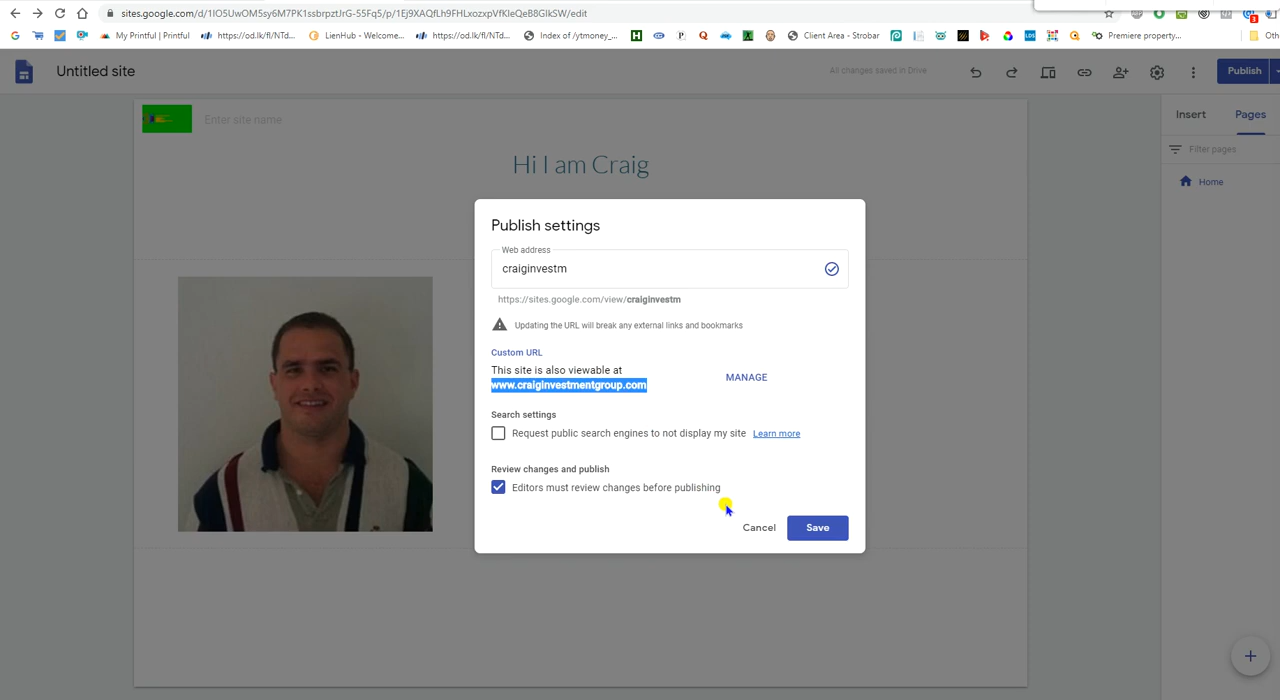 sites.google.com/d/1IO5UwOM5sy6M7PK1ssbrpztJrG-55Fq5/p/1Ej9XAQfLh9FHLxozxpVfKIeQeB8GIkSW/edit
My Printful | Printful
https://od.lk/f/NTd...
LienHub - Welcome...
https://od.lk/f/NTd...
Index of /ytmoney_...
Client Area - Strobar
Premiere property...
Oth
Untitled site
All changes saved in Drive
Publish
Enter site name
Insert
Pages
Hi I am Craig
Filter pages
Home
Publish settings
Web address
craiginvestm
https://sites.google.com/view/craiginvestm
Updating the URL will break any external links and bookmarks
Custom URL
This site is also viewable at
www.craiginvestmentgroup.com
MANAGE
Search settings
Request public search engines to not display my site Learn more
Review changes and publish
Editors must review changes before publishing
Cancel
Save